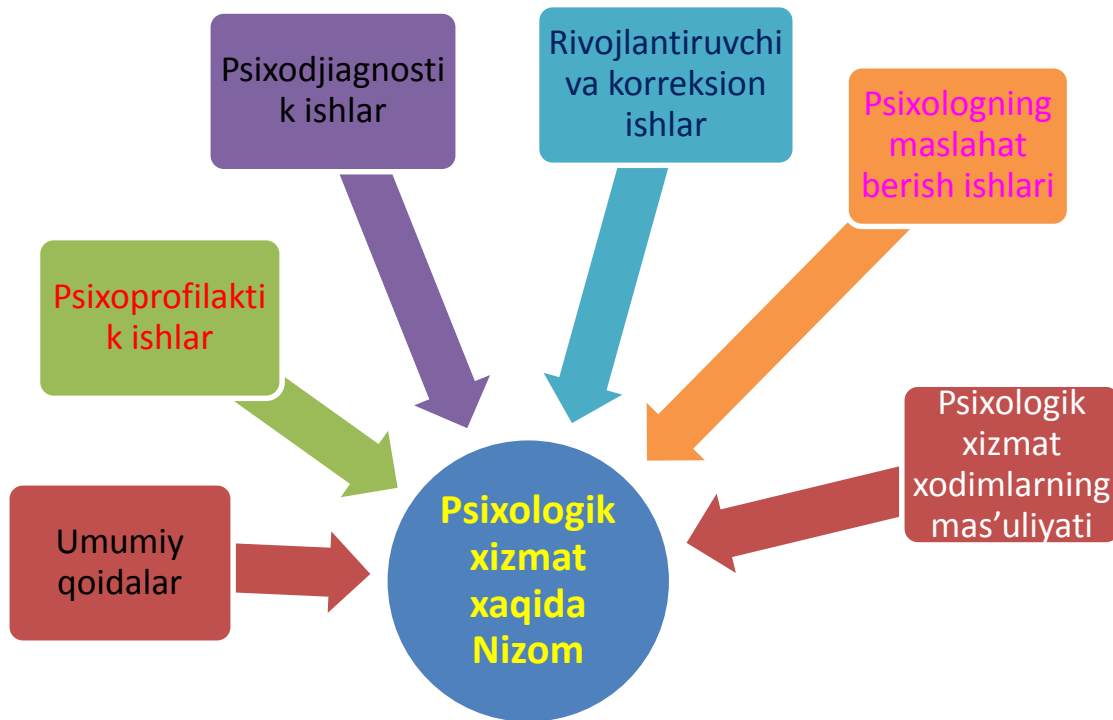 Psixodjiagnosti
k ishlar
Rivojlantiruvchi
va korreksion
ishlar
Psixologning
maslahat
berish ishlari
Psixoprofilakti
k ishlar
Psixologik
xizmat
xodimlarning
mas’uliyati
Umumiy
qoidalar
Psixologik
xizmat
xaqida
Nizom